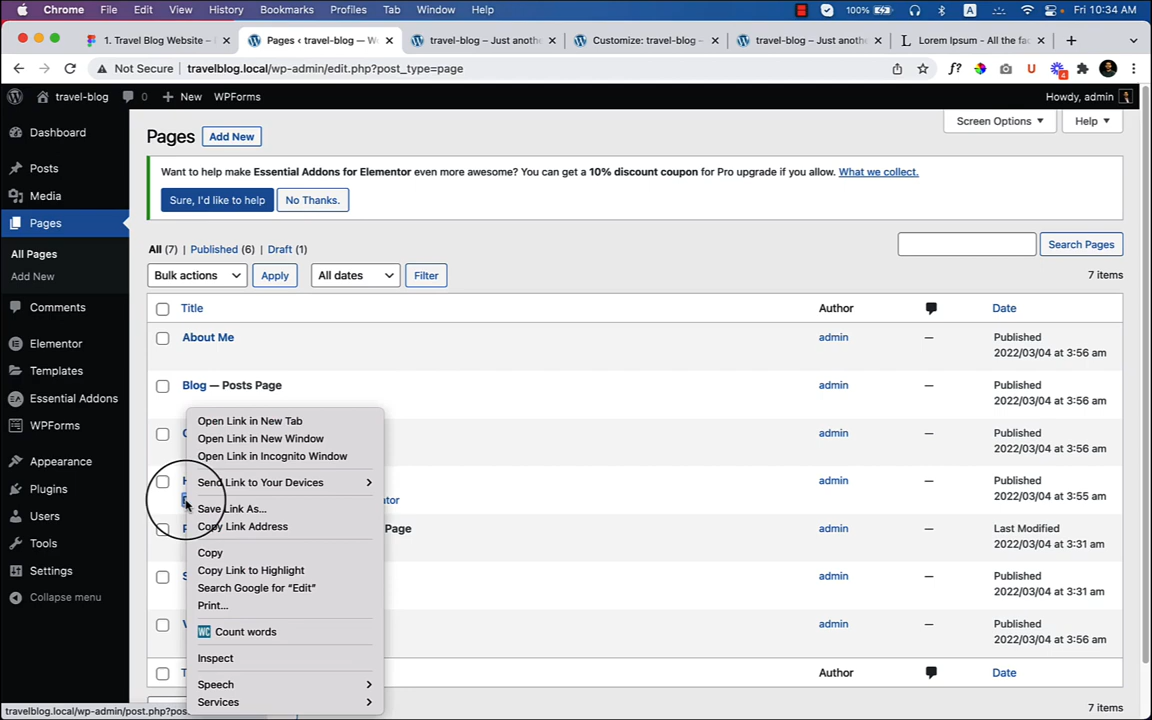 Chrome File Edit View History Bookmarks Profiles Tab Window Help 100% A Fri 10:34 AM
1. Travel Blog Website – Pages ‹ travel-blog — W travel-blog – Just anoth Customize: travel-blog – travel-blog – Just anoth Lorem Ipsum - All the fac
Not Secure travelblog.local/wp-admin/edit.php?post_type=page f? U 4
travel-blog 0 New WPForms Howdy, admin
Screen Options Help
Pages Add New
Want to help make Essential Addons for Elementor even more awesome? You can get a 10% discount coupon for Pro upgrade if you allow. What we collect.
Sure, I'd like to help No Thanks.
Dashboard
Posts
Media
Pages
All Pages
Add New
Comments
Elementor
Templates
Essential Addons
WPForms
Appearance
Plugins
Users
Tools
Settings
Collapse menu
All (7) | Published (6) | Draft (1)
Search Pages
Bulk actions Apply All dates Filter 7 items
Title Author Date
About Me admin — Published
2022/03/04 at 3:56 am
Blog — Posts Page admin — Published
2022/03/04 at 3:56 am
admin — Published
2022/03/04 at 3:56 am
admin — Published
2022/03/04 at 3:55 am
Page admin — Last Modified
2022/03/04 at 3:31 am
S admin — Published
2022/03/04 at 3:31 am
admin — Published
2022/03/04 at 3:56 am
T Date
7 items
Open Link in New Tab
Open Link in New Window
Open Link in Incognito Window
Send Link to Your Devices
Save Link As...
Copy Link Address
Copy
Copy Link to Highlight
Search Google for “Edit”
Print...
WC Count words
Inspect
Speech
Services
travelblog.local/wp-admin/post.php?pos